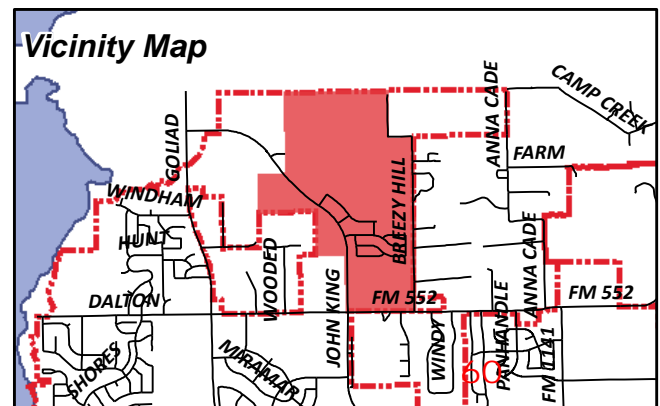 Vicinity Map
CAMP CREEK
ANNA CADE
GOLIAD
FARM
WINDHAM
BREEZY HILL
HUNT
WOODED
ANNA CADE
DALTON
JOHN KING
FM 552
FM 552
SHORES
MIRAMAR
WINDY
60
PANHANDLE
FM 1141